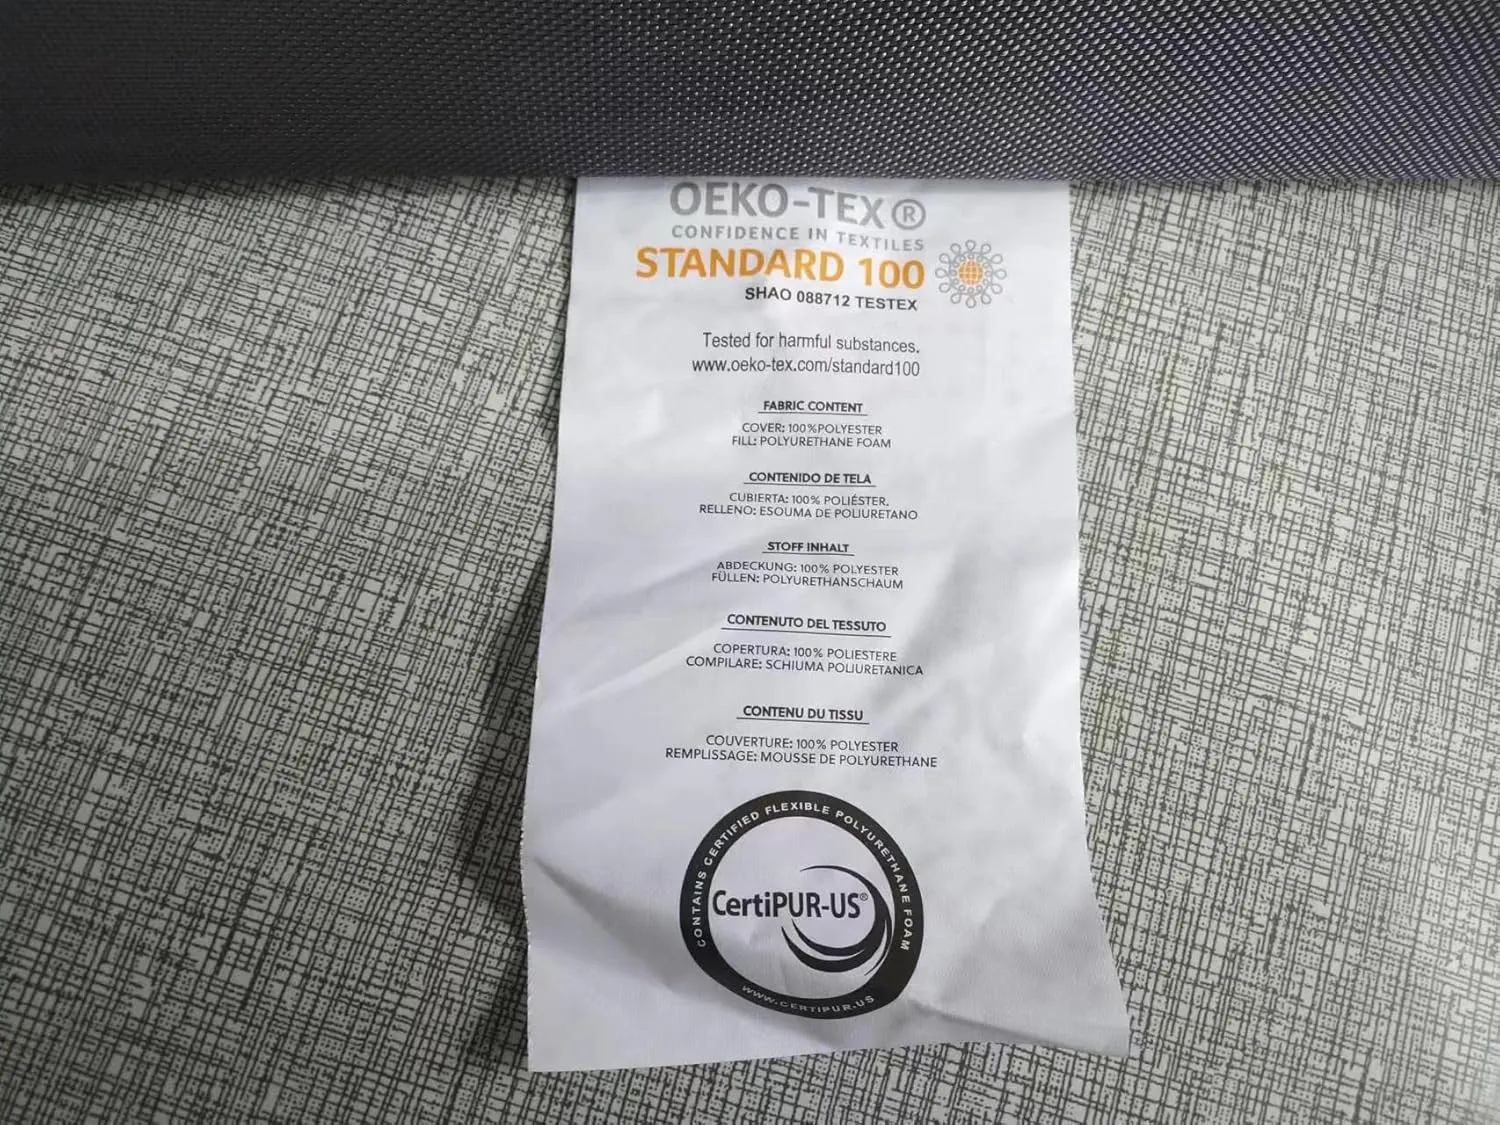 OEKO-TEX®
CONFIDENCE IN TEXTILES
STANDARD 100
SHAO 088712 TESTEX
Tested for harmful substances.
www.oeko-tex.com/standard100
FABRIC CONTENT
COVER: 100%POLYESTER
FILL: POLYURETHANE FOAM
CONTENIDO DE TELA
CUBIERTA: 100% POLIÉSTER.
RELLENO: ESOUMA DE POLIURETANO
STOFF INHALT
ABDECKUNG: 100% POLYESTER
FÜLLEN: POLYURETHANSCHAUM
CONTENUTO DEL TESSUTO
COPERTURA: 100% POLIESTERE
COMPILARE: SCHIUMA POLIURETANICA
CONTENU DU TISSU
COUVERTURE: 100% POLYESTER
REMPLISSAGE: MOUSSE DE POLYURETHANE
CONTAINS CERTIFIED FLEXIBLE POLYURETHANE FOAM
CertiPUR-US®
WWW.CERTIPUR.US